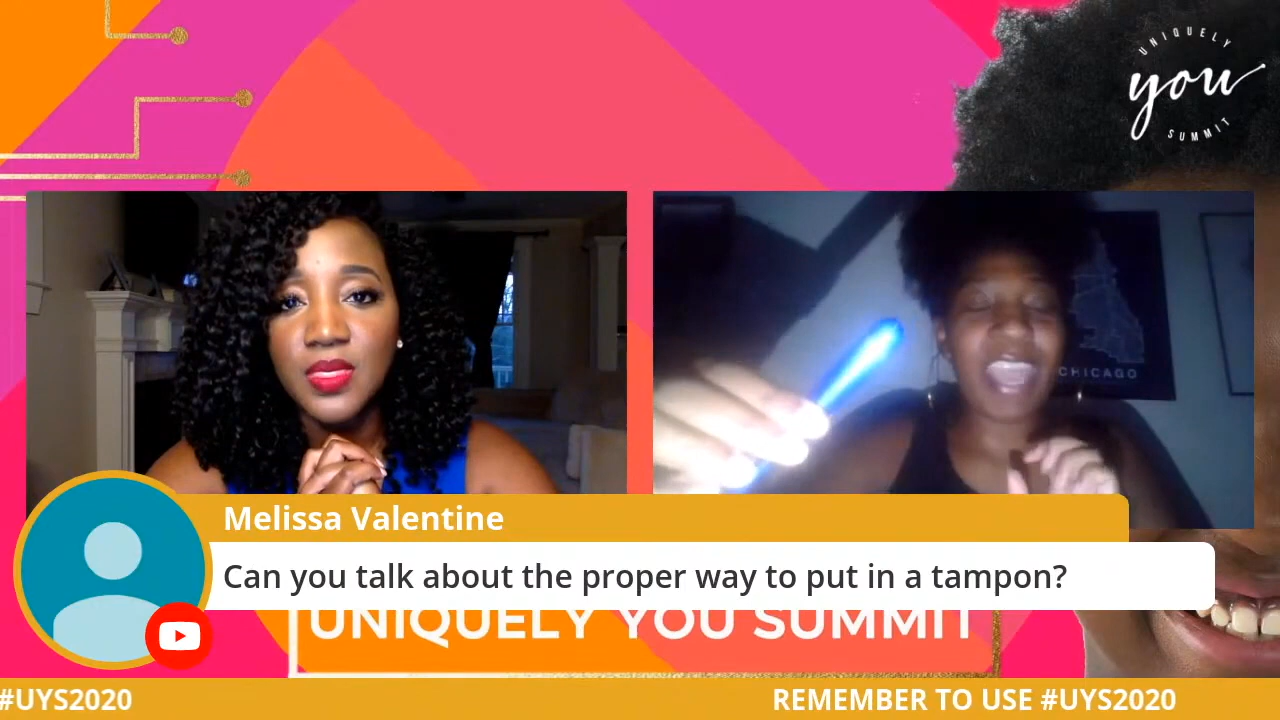 UNIQUELY
you
SUMMIT
CHICAGO
Melissa Valentine
Can you talk about the proper way to put in a tampon?
UNIQUELY YOU SUMMIT
#UYS2020
REMEMBER TO USE #UYS2020